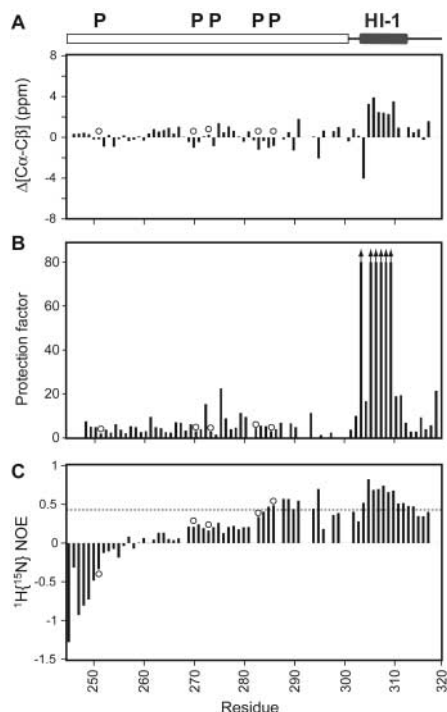 A
P P P P P HI-1
Δ[Cα-Cβ] (ppm)
8
4
0
-4
-8
B
Protection factor
80
60
40
20
0
C
¹H{¹⁵N} NOE
1
0.5
0
-0.5
-1
-1.5
250 260 270 280 290 300 310 320
Residue